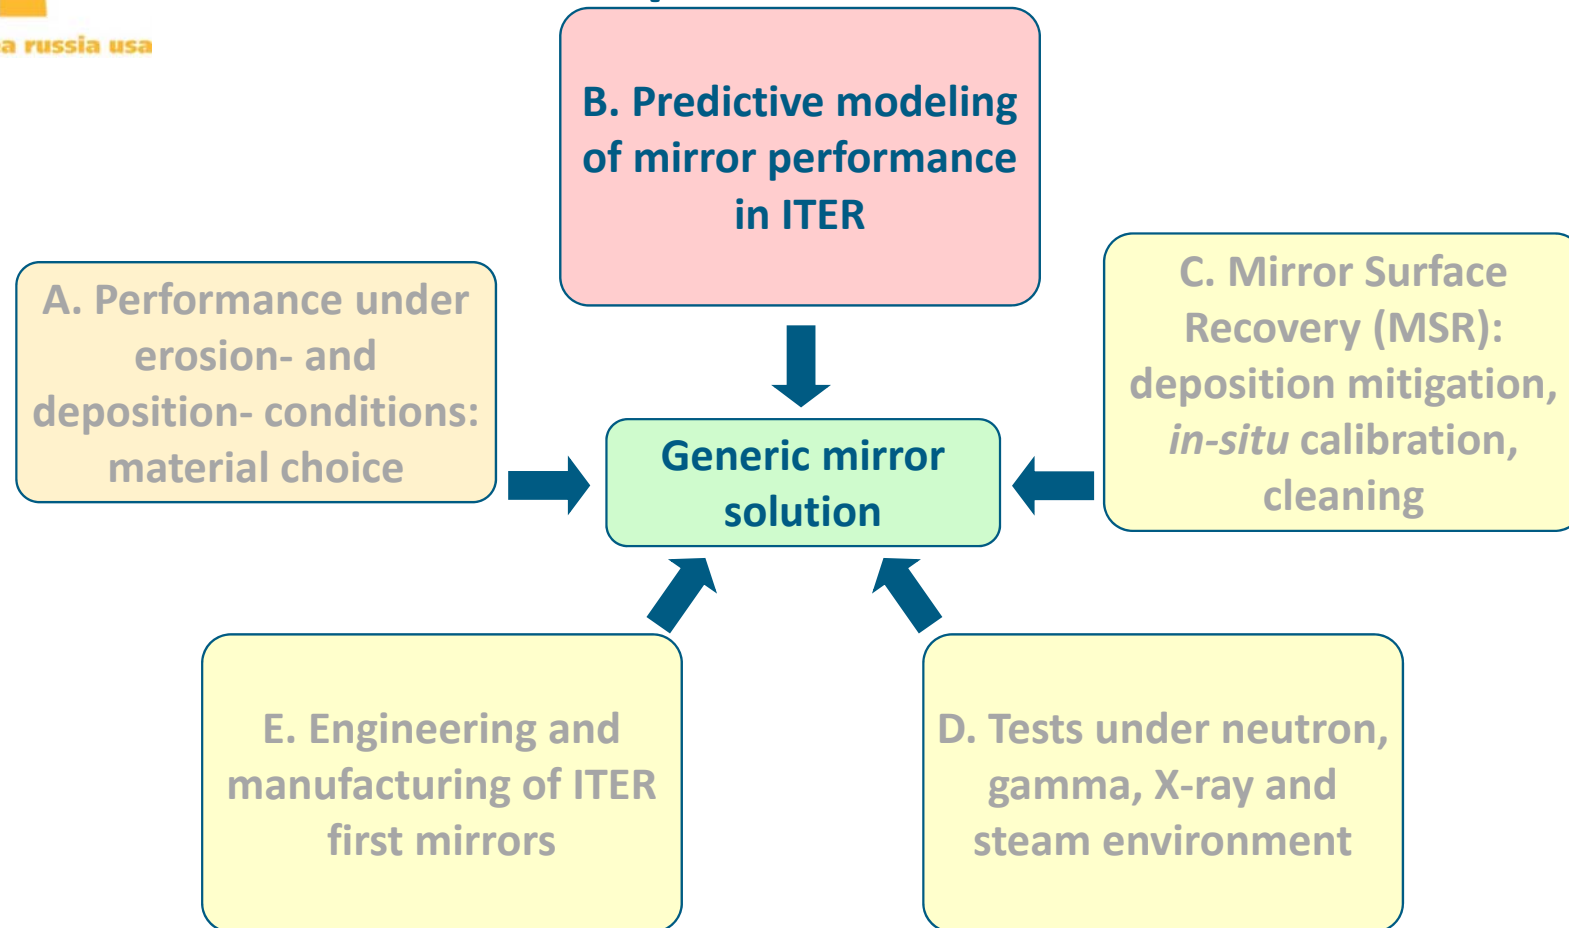 russia usa
B. Predictive modeling
of mirror performance
in ITER
A. Performance under
erosion- and
deposition- conditions:
material choice
C. Mirror Surface
Recovery (MSR):
deposition mitigation,
in-situ calibration,
cleaning
Generic mirror
solution
E. Engineering and
manufacturing of ITER
first mirrors
D. Tests under neutron,
gamma, X-ray and
steam environment